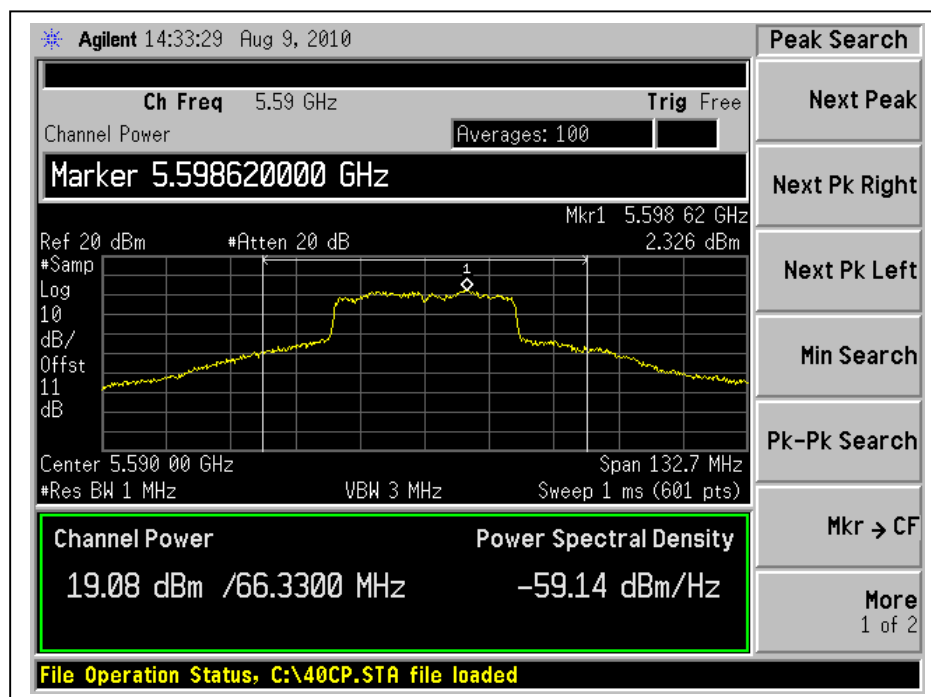 Agilent 14:33:29 Aug 9, 2010
Peak Search
Ch Freq 5.59 GHz Trig Free
Channel Power Averages: 100
Marker 5.598620000 GHz
Mkr1 5.598 62 GHz
Ref 20 dBm #Atten 20 dB 2.326 dBm
#Samp
Log
10
dB/
Offst
11
dB
1
Center 5.590 00 GHz Span 132.7 MHz
#Res BW 1 MHz VBW 3 MHz Sweep 1 ms (601 pts)
Channel Power Power Spectral Density
19.08 dBm /66.3300 MHz -59.14 dBm/Hz
File Operation Status, C:\40CP.STA file loaded
Next Peak
Next Pk Right
Next Pk Left
Min Search
Pk-Pk Search
Mkr → CF
More
1 of 2